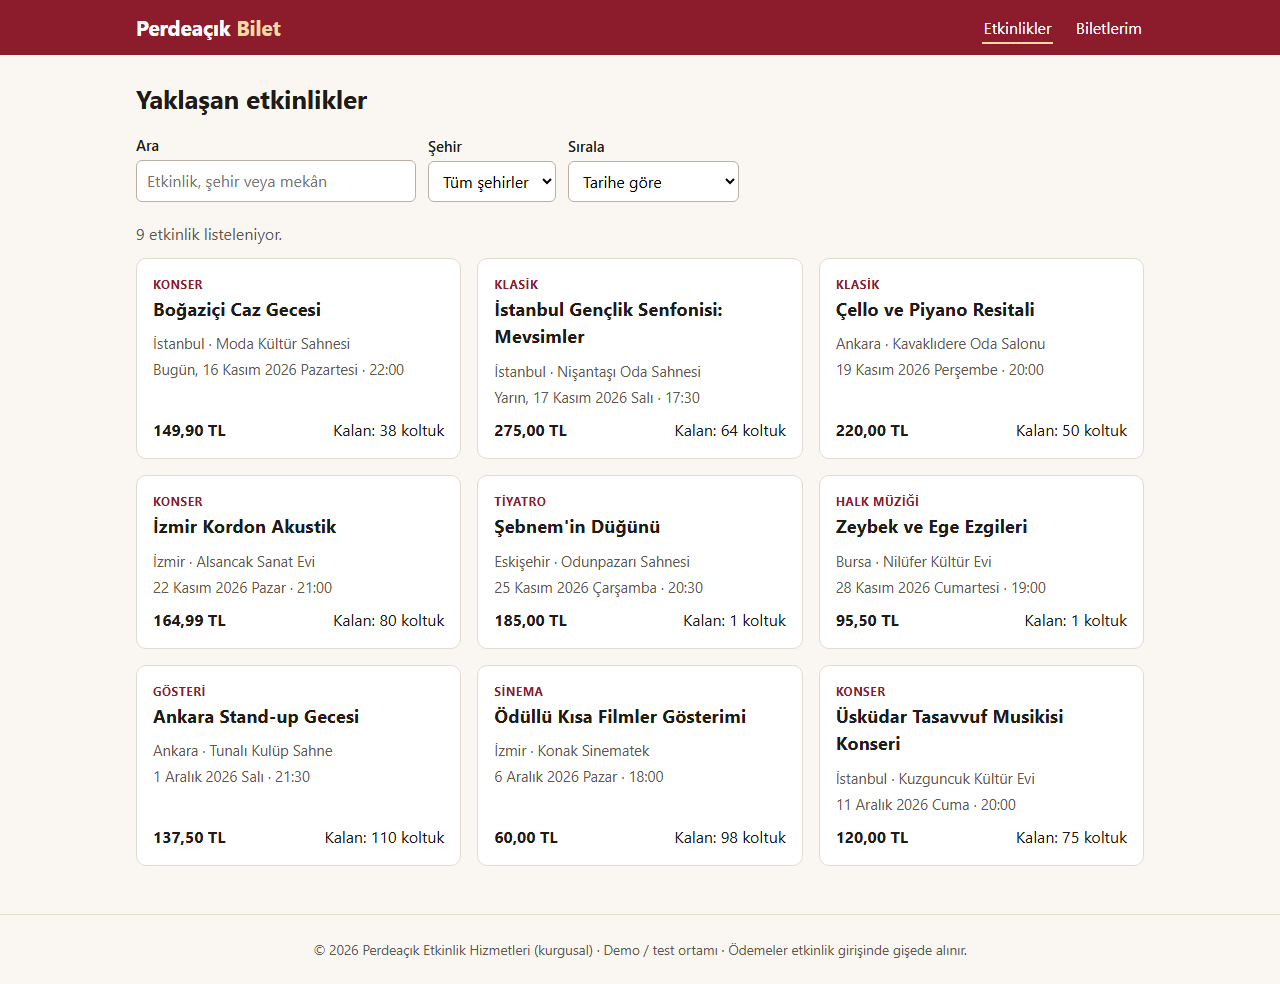 Perdeaçık Bilet
Etkinlikler
Biletlerim
Yaklaşan etkinlikler
Ara
Şehir
Sırala
Etkinlik, şehir veya mekân
Tüm şehirler
Tarihe göre
9 etkinlik listeleniyor.
KONSER
Boğaziçi Caz Gecesi
İstanbul · Moda Kültür Sahnesi
Bugün, 16 Kasım 2026 Pazartesi · 22:00
149,90 TL
Kalan: 38 koltuk
KLASİK
İstanbul Gençlik Senfonisi:
Mevsimler
İstanbul · Nişantaşı Oda Sahnesi
Yarın, 17 Kasım 2026 Salı · 17:30
275,00 TL
Kalan: 64 koltuk
KLASİK
Çello ve Piyano Resitali
Ankara · Kavaklıdere Oda Salonu
19 Kasım 2026 Perşembe · 20:00
220,00 TL
Kalan: 50 koltuk
KONSER
İzmir Kordon Akustik
İzmir · Alsancak Sanat Evi
22 Kasım 2026 Pazar · 21:00
164,99 TL
Kalan: 80 koltuk
TİYATRO
Şebnem'in Düğünü
Eskişehir · Odunpazarı Sahnesi
25 Kasım 2026 Çarşamba · 20:30
185,00 TL
Kalan: 1 koltuk
HALK MÜZİĞİ
Zeybek ve Ege Ezgileri
Bursa · Nilüfer Kültür Evi
28 Kasım 2026 Cumartesi · 19:00
95,50 TL
Kalan: 1 koltuk
GÖSTERİ
Ankara Stand-up Gecesi
Ankara · Tunalı Kulüp Sahne
1 Aralık 2026 Salı · 21:30
137,50 TL
Kalan: 110 koltuk
SİNEMA
Ödüllü Kısa Filmler Gösterimi
İzmir · Konak Sinematek
6 Aralık 2026 Pazar · 18:00
60,00 TL
Kalan: 98 koltuk
KONSER
Üsküdar Tasavvuf Musikisi
Konseri
İstanbul · Kuzguncuk Kültür Evi
11 Aralık 2026 Cuma · 20:00
120,00 TL
Kalan: 75 koltuk
© 2026 Perdeaçık Etkinlik Hizmetleri (kurgusal) · Demo / test ortamı · Ödemeler etkinlik girişinde gişede alınır.